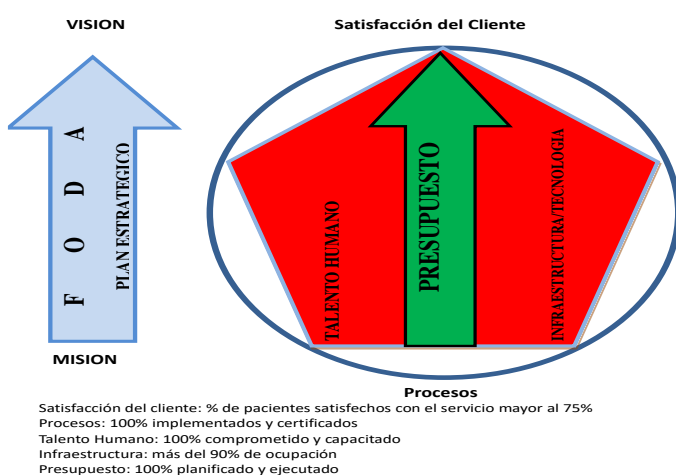 VISION
Satisfacción del Cliente
F O D A
PLAN ESTRATEGICO
TALENTO HUMANO
PRESUPUESTO
INFRAESTRUCTURA/TECNOLOGIA
MISION
Procesos
Satisfacción del cliente: % de pacientes satisfechos con el servicio mayor al 75%
Procesos: 100% implementados y certificados
Talento Humano: 100% comprometido y capacitado
Infraestructura: más del 90% de ocupación
Presupuesto: 100% planificado y ejecutado